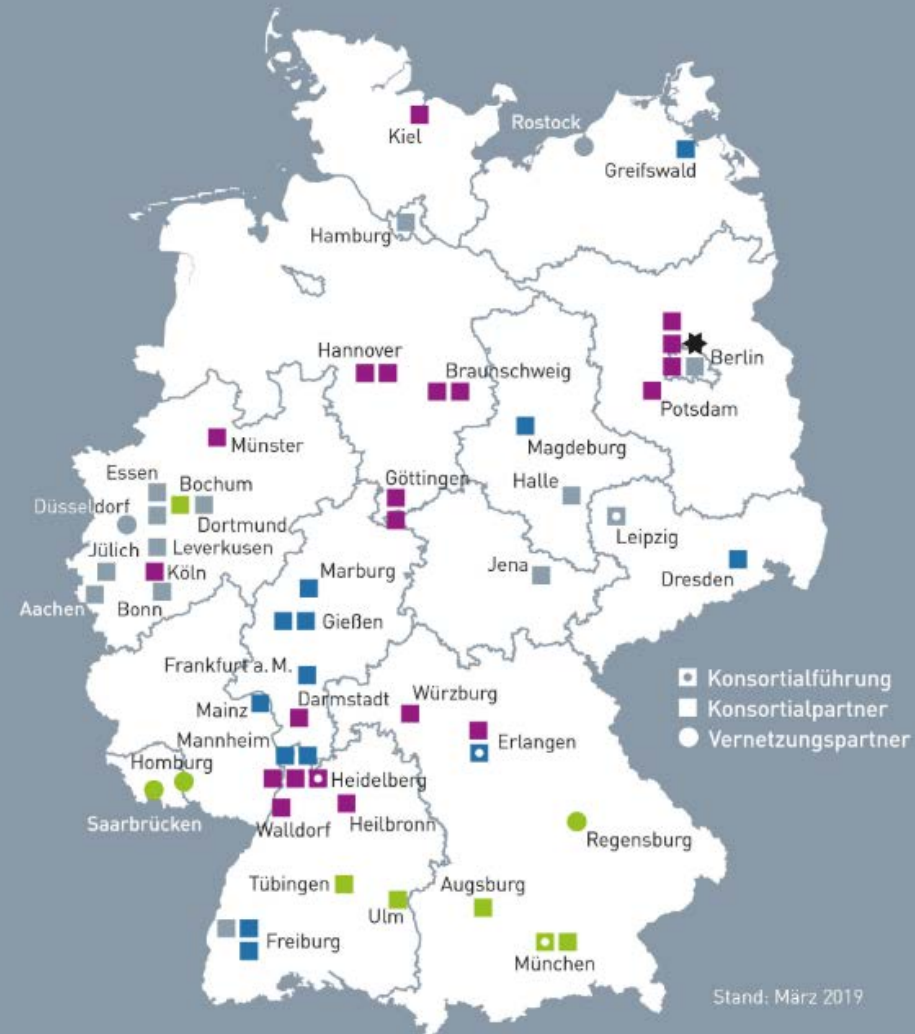 Kiel
Rostock
Greifswald
Hamburg
Hannover
Braunschweig
Berlin
Potsdam
Münster
Magdeburg
Essen
Bochum
Göttingen
Halle
Düsseldorf
Dortmund
Leipzig
Jülich
Leverkusen
Marburg
Jena
Dresden
Köln
Aachen
Bonn
Gießen
Frankfurt a. M.
Würzburg
Konsortialführung
Mainz
Darmstadt
Konsortialpartner
Mannheim
Erlangen
Vernetzungspartner
Homburg
Heidelberg
Saarbrücken
Walldorf
Heilbronn
Regensburg
Tübingen
Augsburg
Ulm
Freiburg
München
Stand: März 2019